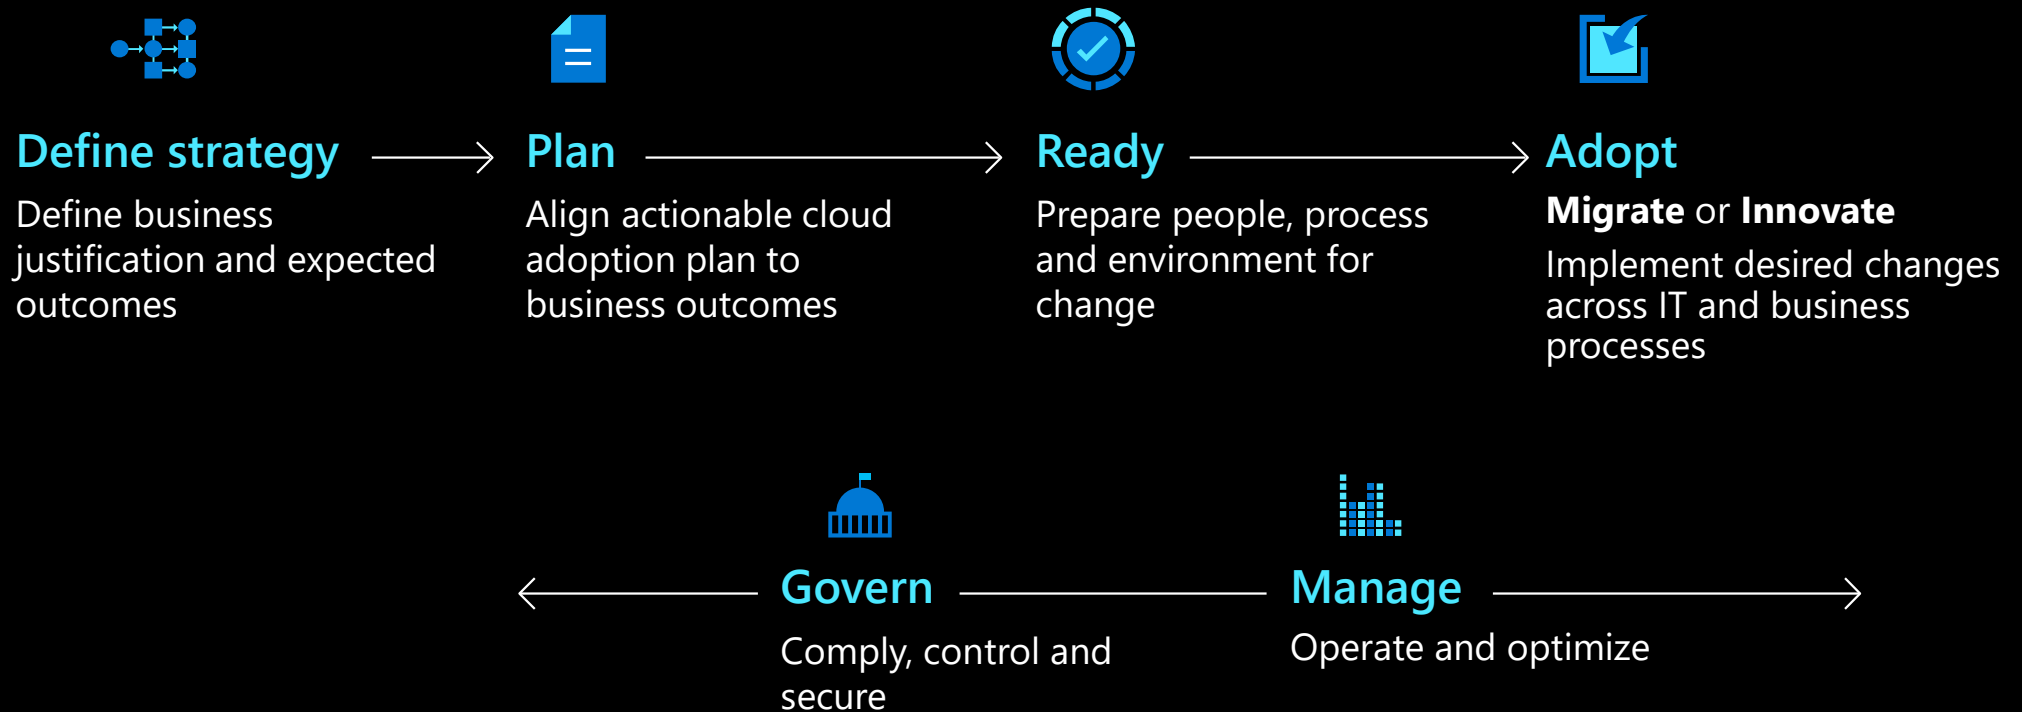 Define strategy
Define business
justification and expected
outcomes
Plan
Align actionable cloud
adoption plan to
business outcomes
Ready
Prepare people, process
and environment for
change
Adopt
Migrate or Innovate
Implement desired changes
across IT and business
processes
Govern
Comply, control and
secure
Manage
Operate and optimize